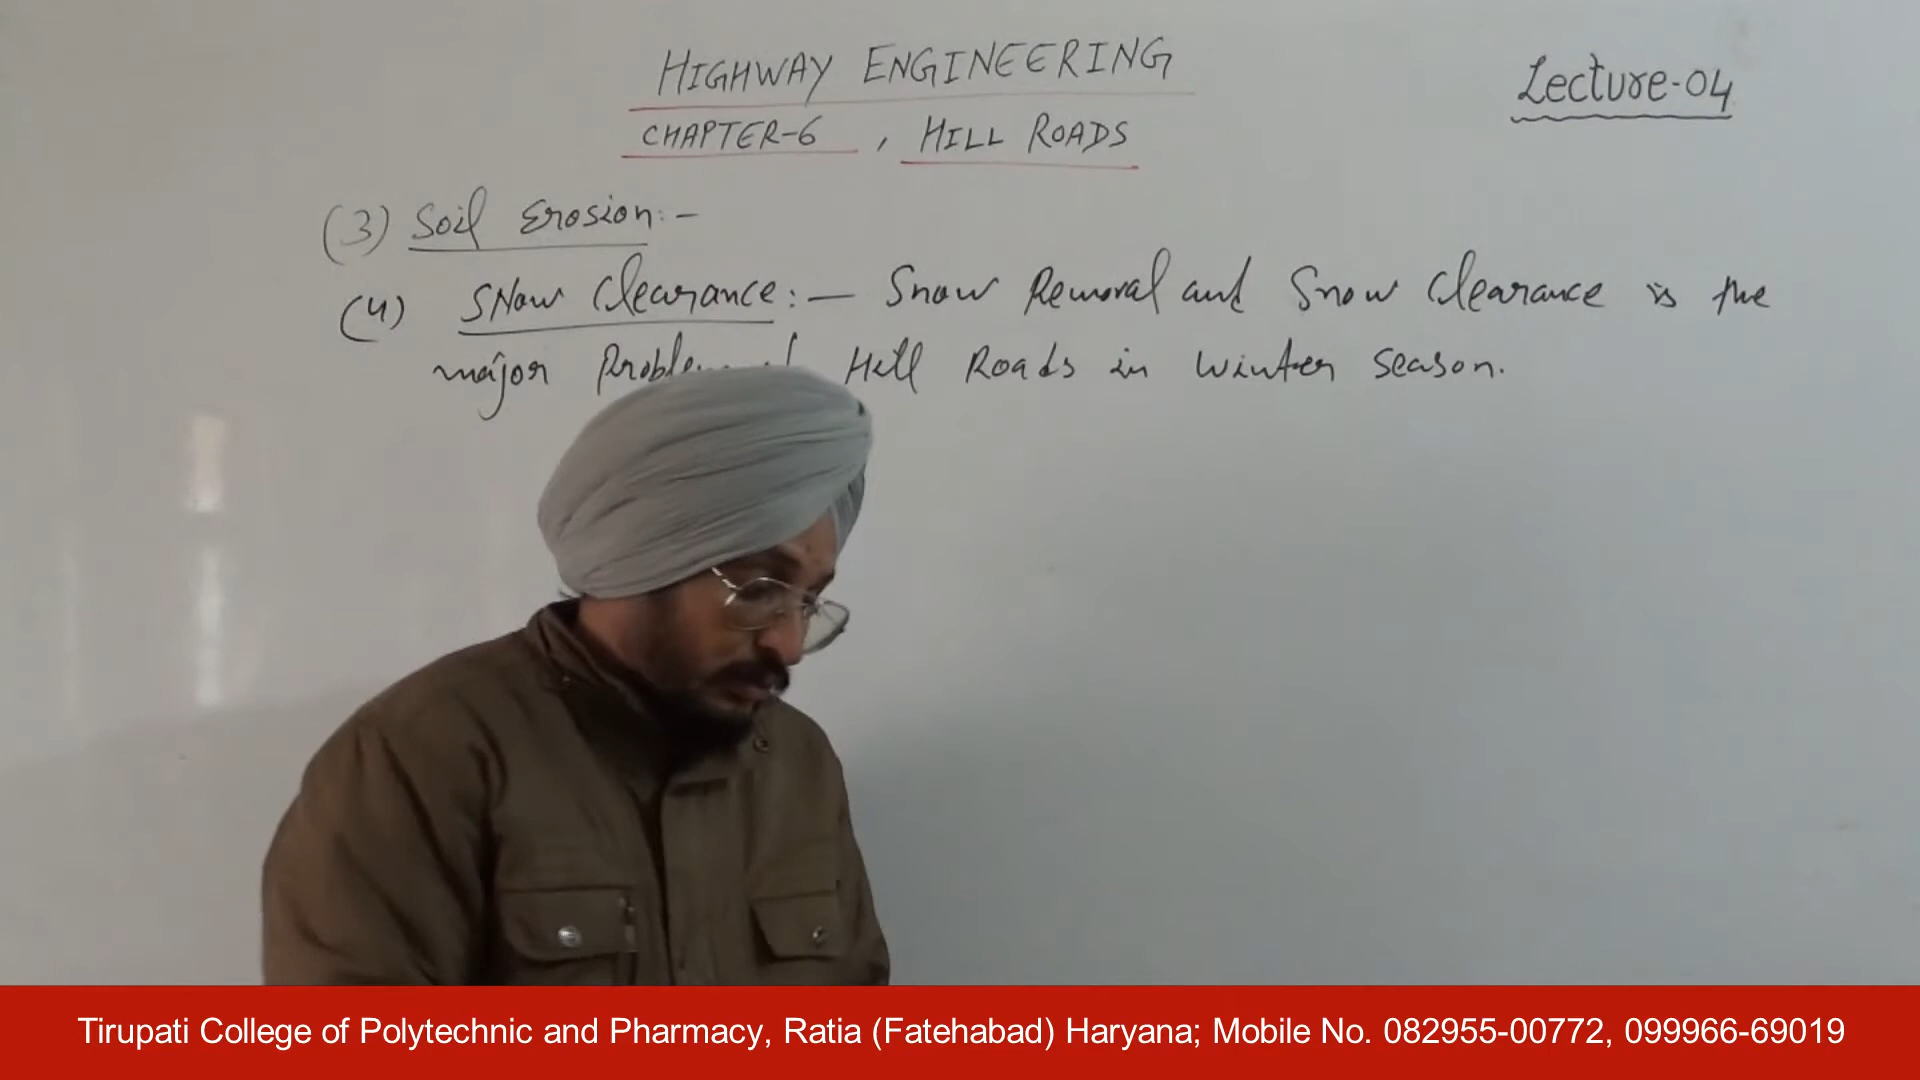 HIGHWAY ENGINEERING
Lecture-04
CHAPTER-6 , HILL ROADS
(3) Soil Erosion:-
(4) SNow Clearance:- Snow Removal and Snow Clearance is the
major Hill Roads in Winter Season.
Tirupati College of Polytechnic and Pharmacy, Ratia (Fatehabad) Haryana; Mobile No. 082955-00772, 099966-69019